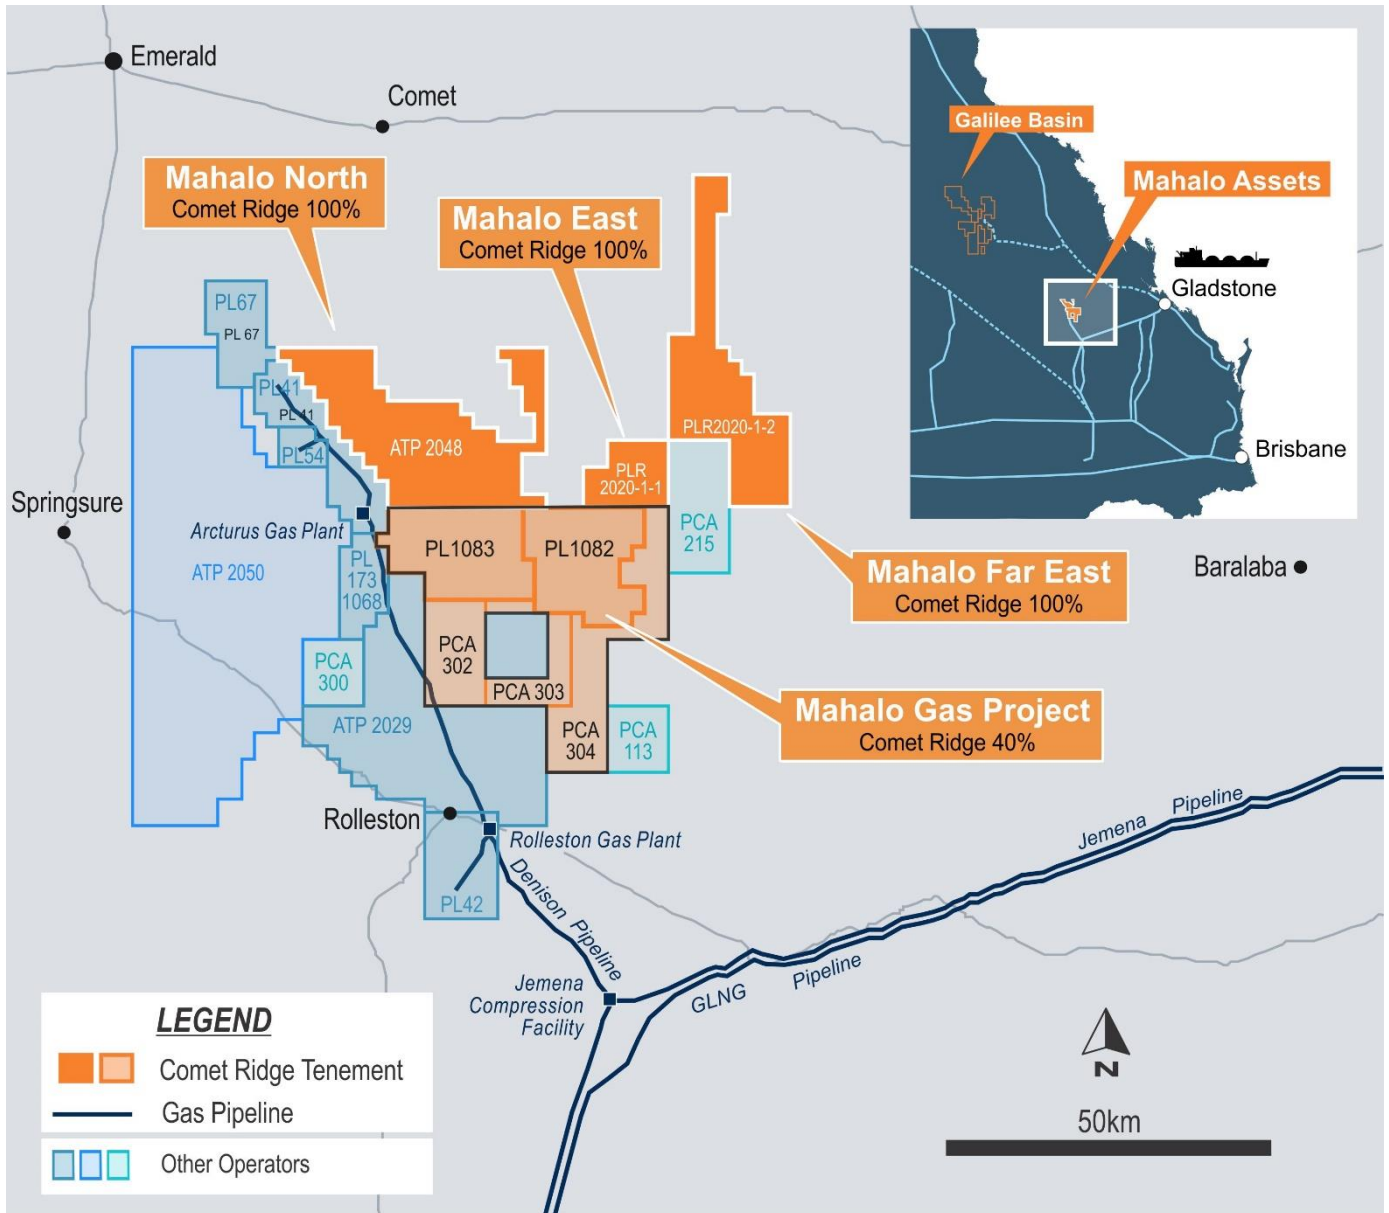 Emerald
Comet
Galilee Basin
Mahalo Assets
Gladstone
Brisbane
Mahalo North
Comet Ridge 100%
Mahalo East
Comet Ridge 100%
PL67
PL 67
PL41
PL 41
PL54
ATP 2048
PLR2020-1-2
PLR
2020-1-1
Springsure
Arcturus Gas Plant
PL1083
PL1082
PCA
215
Baralaba
ATP 2050
PL
173
1068
Mahalo Far East
Comet Ridge 100%
PCA
300
PCA
302
PCA 303
Mahalo Gas Project
Comet Ridge 40%
ATP 2029
PCA
304
PCA
113
Rolleston
Rolleston Gas Plant
PL42
Denison Pipeline
Jemena Pipeline
GLNG Pipeline
Jemena
Compression
Facility
LEGEND
Comet Ridge Tenement
Gas Pipeline
Other Operators
N
50km